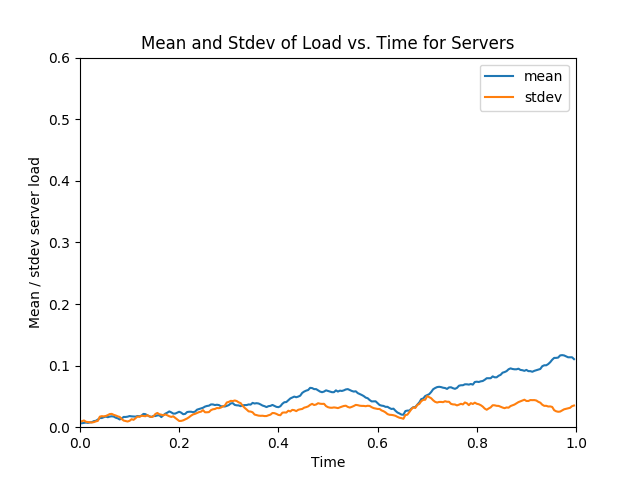 Mean and Stdev of Load vs. Time for Servers
mean
stdev
Mean / stdev server load
0.6
0.5
0.4
0.3
0.2
0.1
0.0
0.0 0.2 0.4 0.6 0.8 1.0
Time